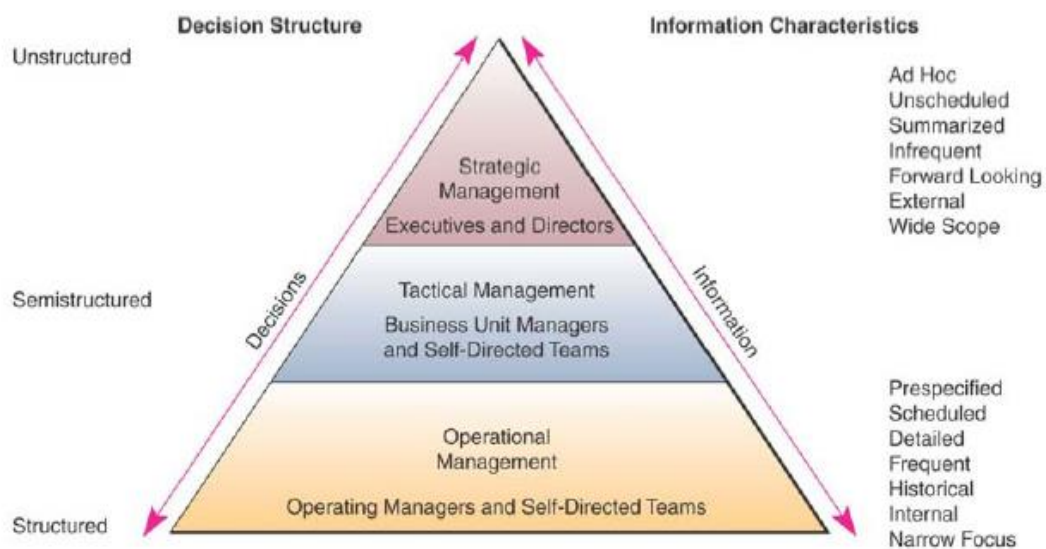 Decision Structure
Information Characteristics
Unstructured
Ad Hoc
Unscheduled
Summarized
Infrequent
Forward Looking
External
Wide Scope
Strategic
Management
Executives and Directors
Decisions
Information
Semistructured
Tactical Management
Business Unit Managers
and Self-Directed Teams
Prespecified
Scheduled
Detailed
Frequent
Historical
Internal
Narrow Focus
Operational
Management
Operating Managers and Self-Directed Teams
Structured